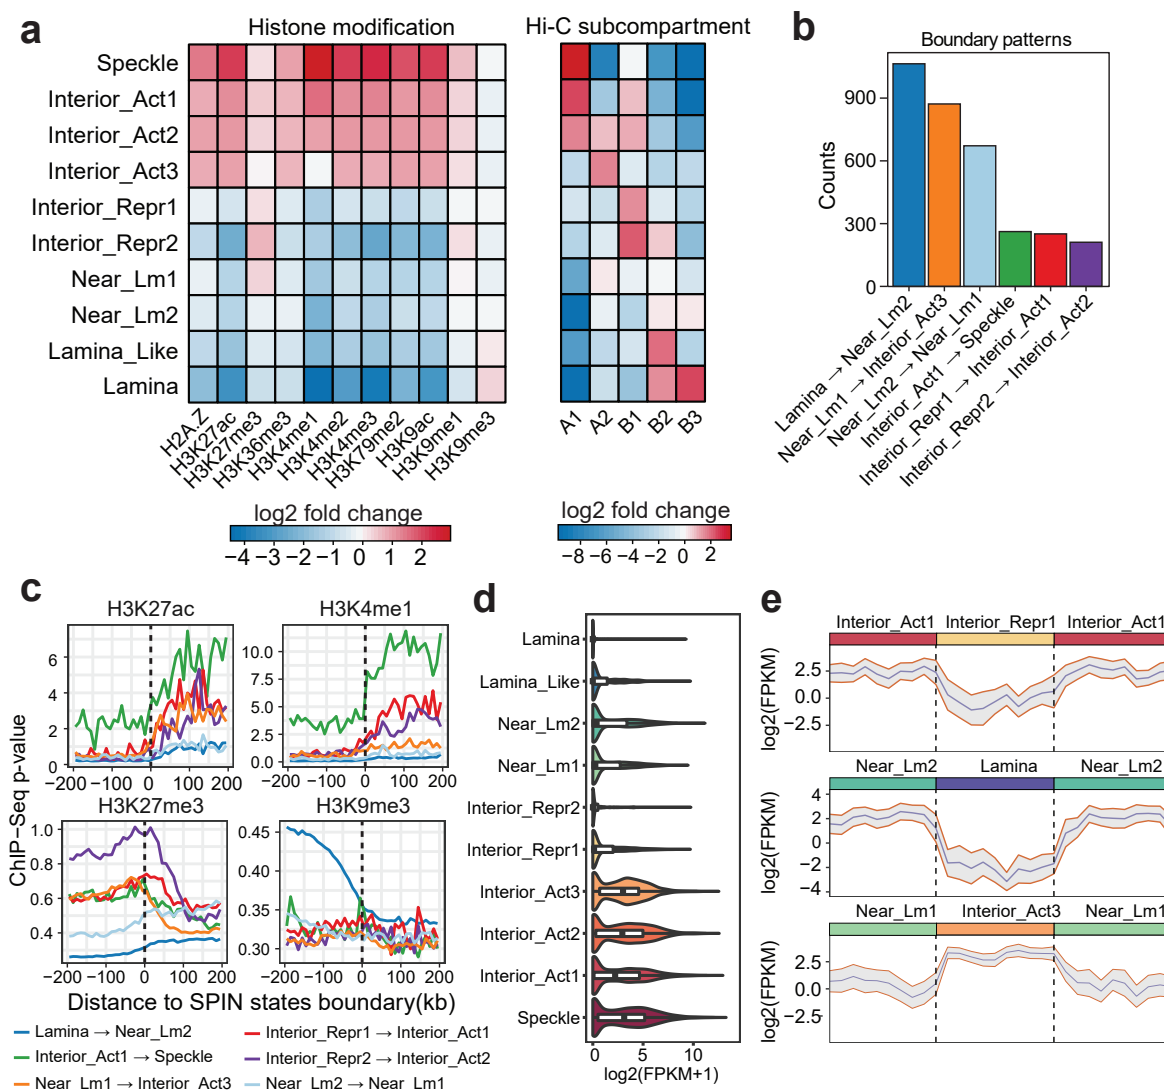 a
Histone modification
Hi-C subcompartment
Speckle
Interior_Act1
Interior_Act2
Interior_Act3
Interior_Repr1
Interior_Repr2
Near_Lm1
Near_Lm2
Lamina_Like
Lamina
H2A.Z
H3K27ac
H3K27me3
H3K36me3
H3K4me1
H3K4me2
H3K4me3
H3K79me2
H3K9ac
H3K9me1
H3K9me3
A1
A2
B1
B2
B3
log2 fold change
−4 −3 −2 −1 0 1 2
log2 fold change
−8 −6 −4 −2 0 2
b
Boundary patterns
Counts
900
600
300
0
Lamina → Near_Lm2
Near_Lm1 → Interior_Act3
Near_Lm2 → Near_Lm1
Interior_Act1 → Speckle
Interior_Repr1 → Interior_Act1
Interior_Repr2 → Interior_Act2
c
ChIP−Seq p-value
H3K27ac
6
4
2
0
−200 −100 0 100 200
H3K4me1
10.0
7.5
5.0
2.5
0.0
−200 −100 0 100 200
H3K27me3
1.0
0.8
0.6
0.4
−200 −100 0 100 200
H3K9me3
0.45
0.40
0.35
0.30
−200 −100 0 100 200
Distance to SPIN states boundary(kb)
Lamina → Near_Lm2
Interior_Act1 → Speckle
Near_Lm1 → Interior_Act3
Interior_Repr1 → Interior_Act1
Interior_Repr2 → Interior_Act2
Near_Lm2 → Near_Lm1
d
Lamina
Lamina_Like
Near_Lm2
Near_Lm1
Interior_Repr2
Interior_Repr1
Interior_Act3
Interior_Act2
Interior_Act1
Speckle
0 5 10
log2(FPKM+1)
e
Interior_Act1 Interior_Repr1 Interior_Act1
log2(FPKM)
2.5
0.0
−2.5
Near_Lm2 Lamina Near_Lm2
log2(FPKM)
4
2
0
−2
−4
Near_Lm1 Interior_Act3 Near_Lm1
log2(FPKM)
2.5
0.0
−2.5